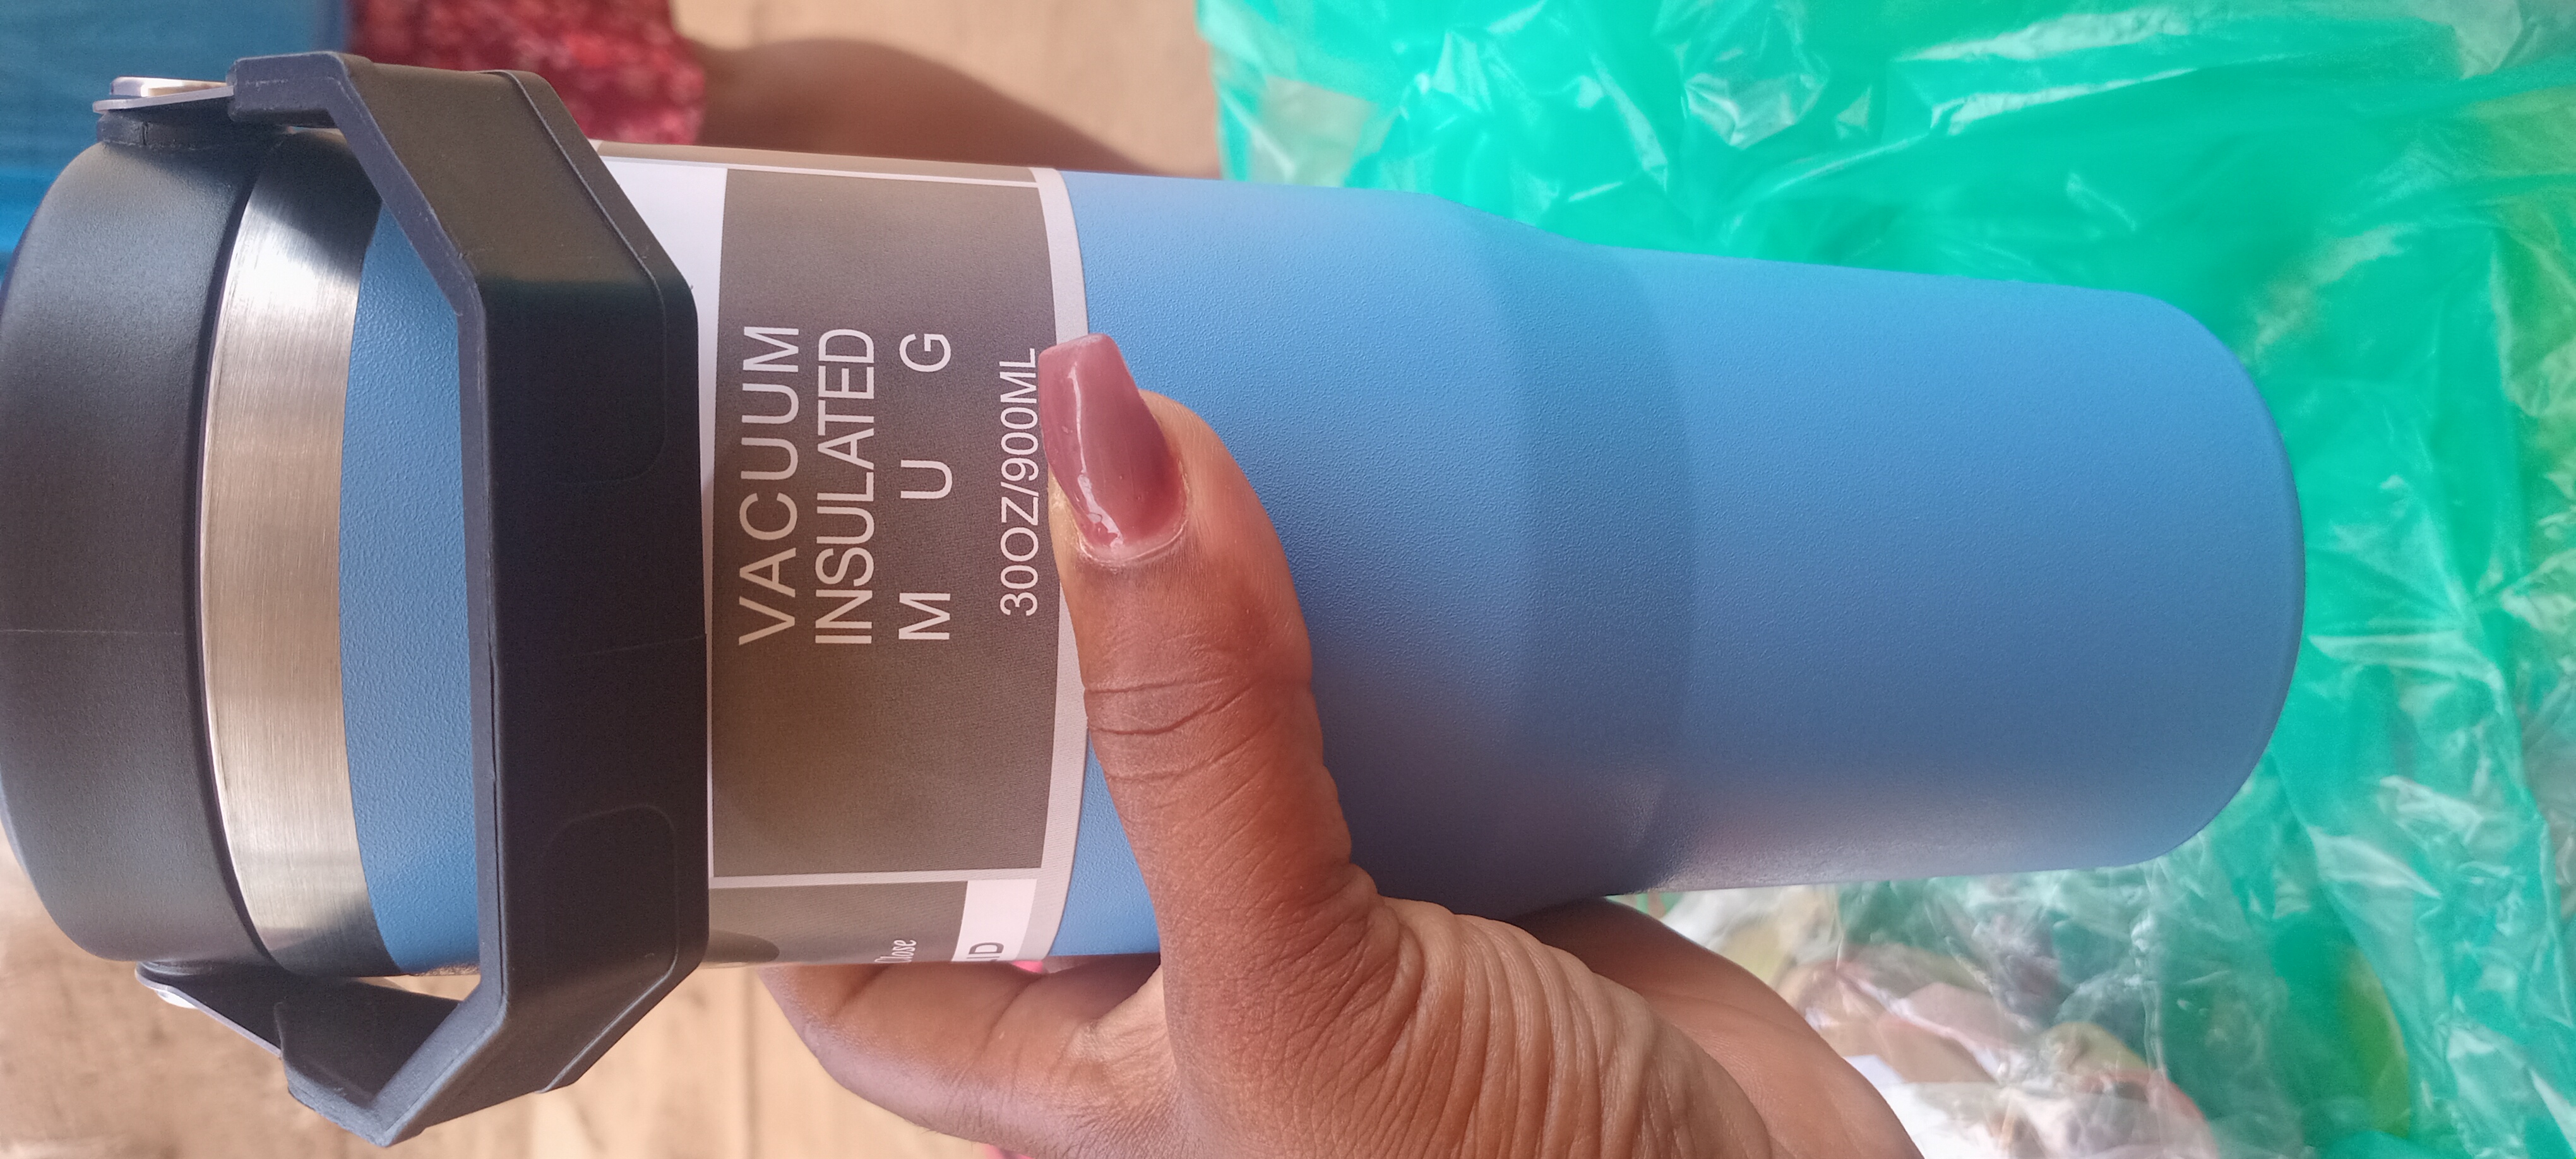 VACUUM
INSULATED
M U G
30OZ/900ML